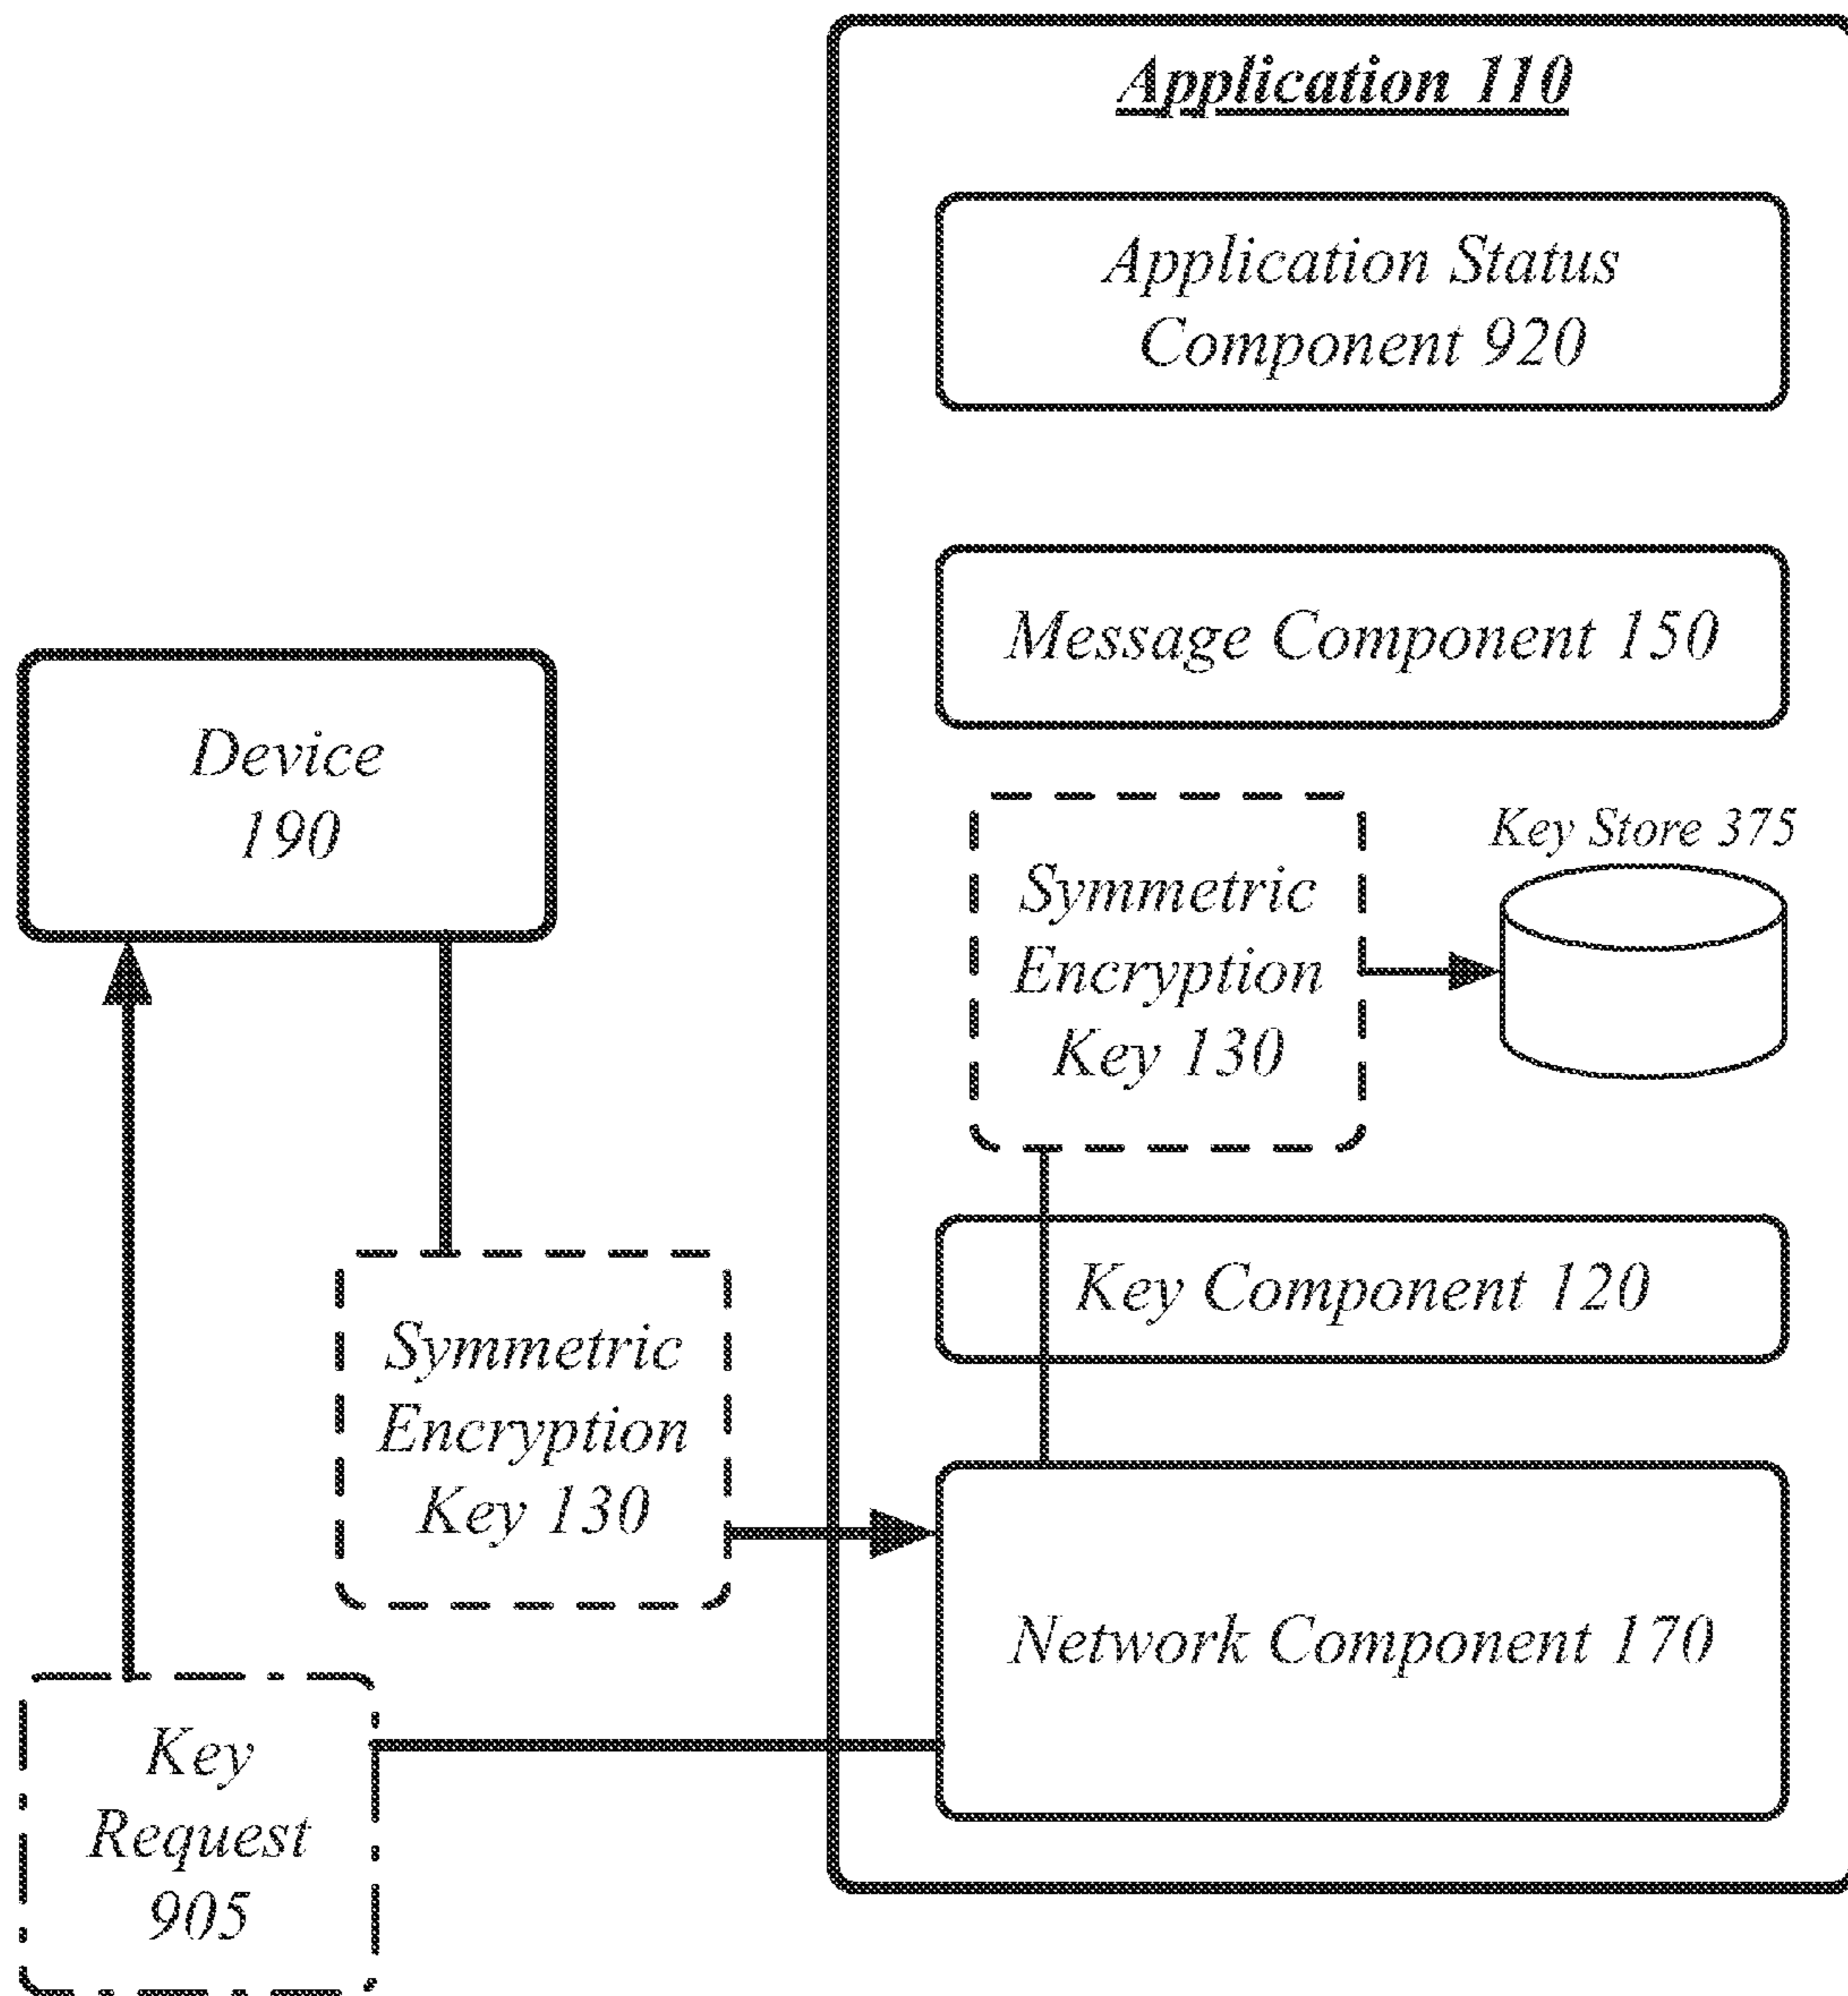 Application 110
Application Status
Component 920
Message Component 150
Device
190
Key Store 375
Symmetric
Encryption
Key 130
Key Component 120
Symmetric
Encryption
Key 130
Network Component 170
Key
Request
905